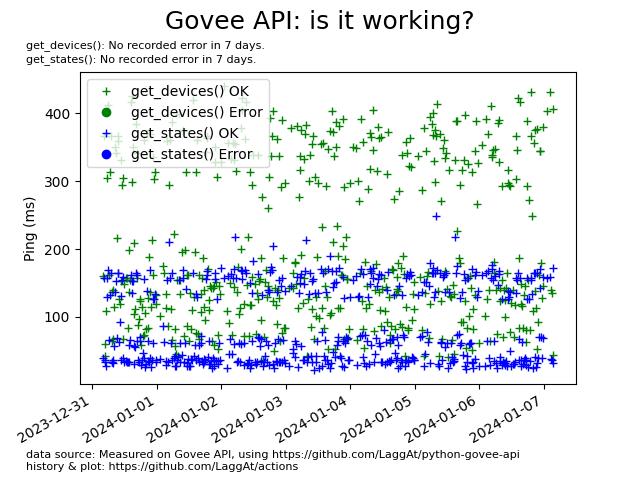 Govee API: is it working?
get_devices(): No recorded error in 7 days.
get_states(): No recorded error in 7 days.
get_devices() OK
get_devices() Error
get_states() OK
get_states() Error
400
300
200
100
Ping (ms)
2023-12-31
2024-01-01
2024-01-02
2024-01-03
2024-01-04
2024-01-05
2024-01-06
2024-01-07
data source: Measured on Govee API, using https://github.com/LaggAt/python-govee-api
history & plot: https://github.com/LaggAt/actions